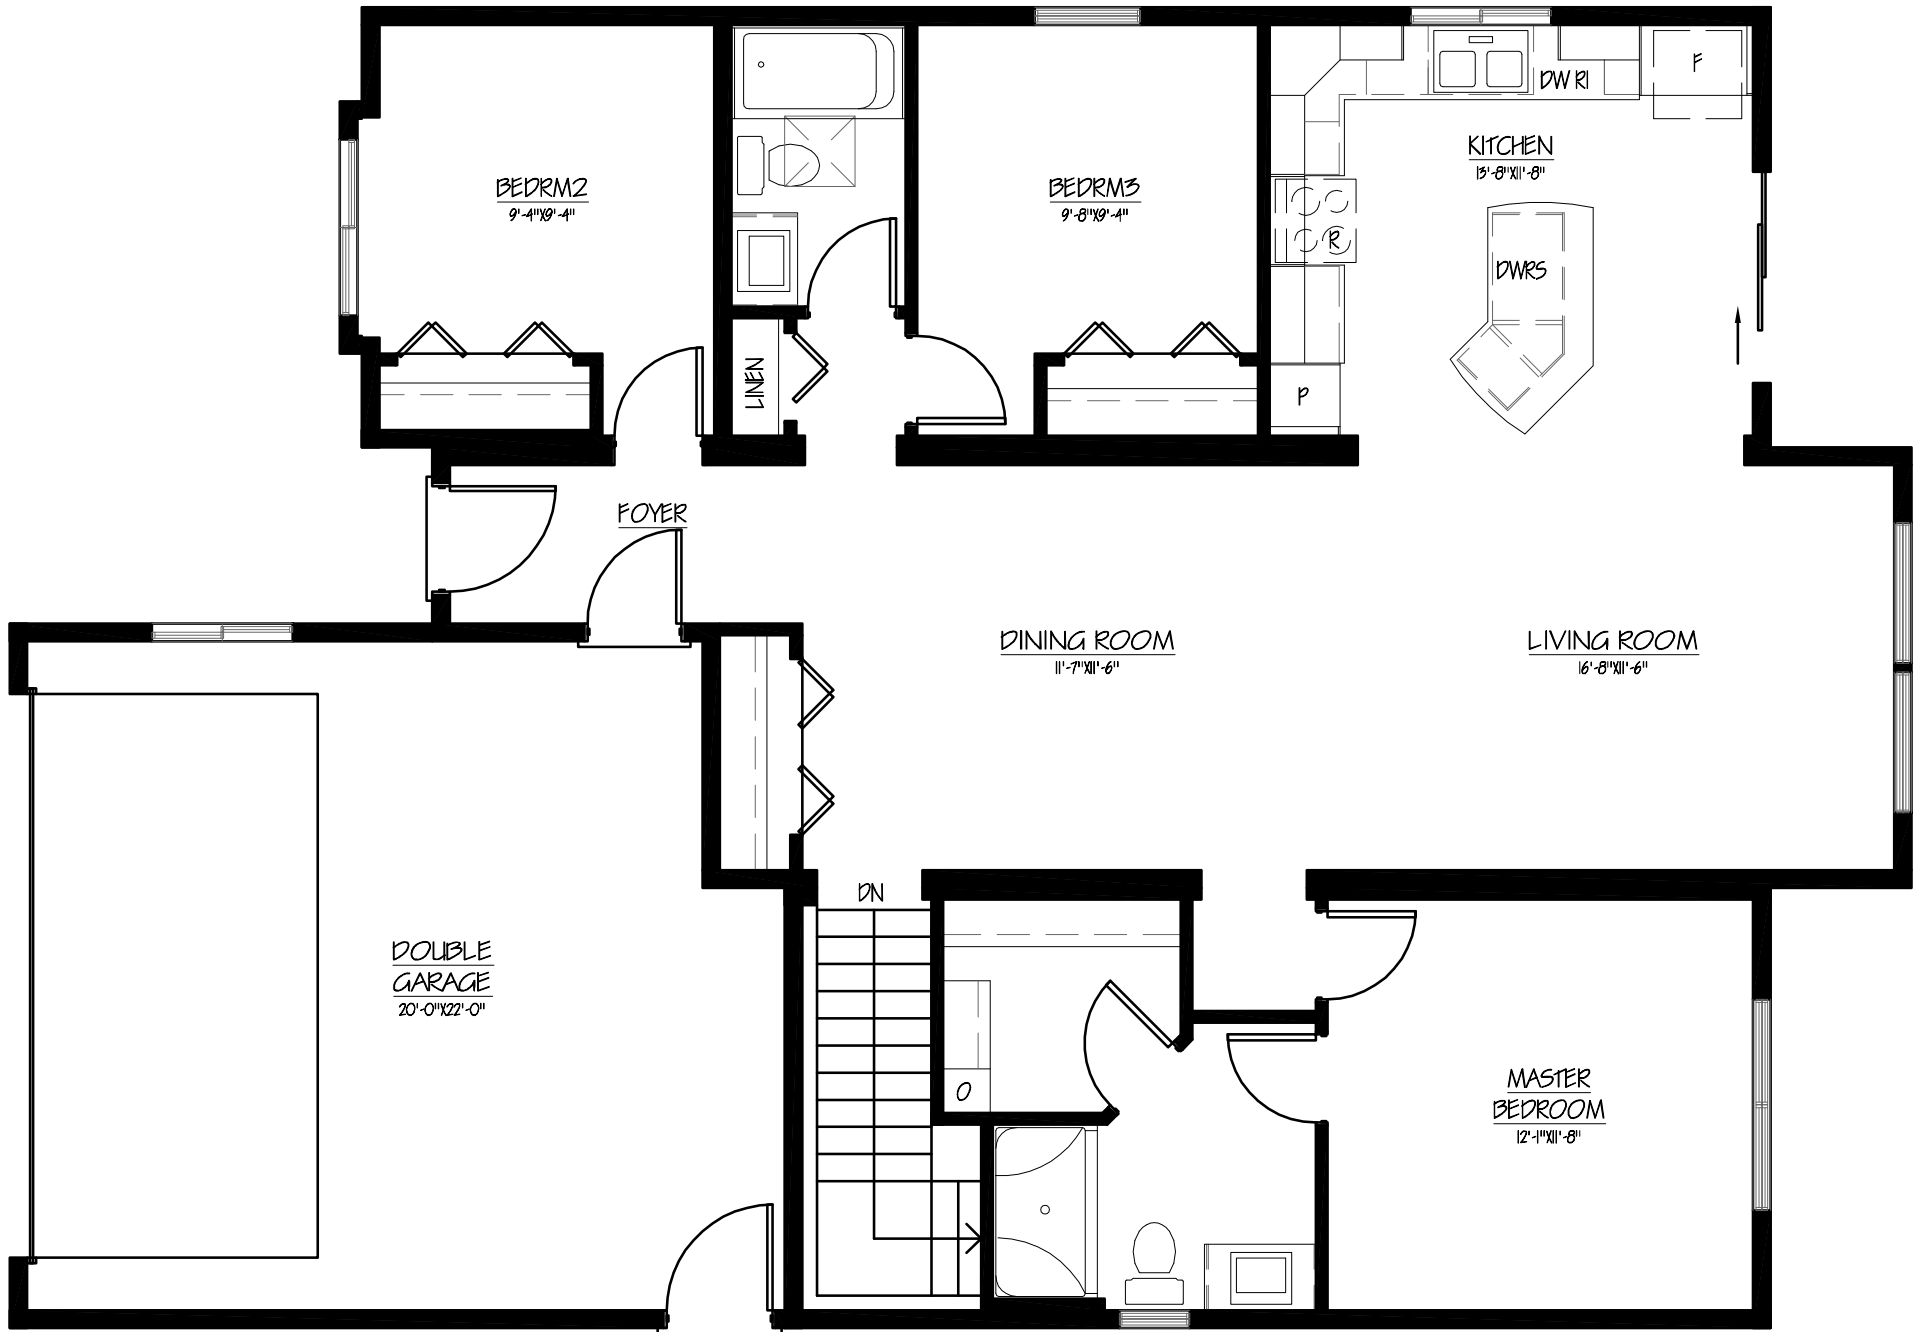 F
DW RI
KITCHEN
13'-8"X11'-8"
BEDRM2
9'-4"X9'-4"
BEDRM3
9'-8"X9'-4"
R
DWRS
LINEN
P
FOYER
DINING ROOM
11'-7"X11'-6"
LIVING ROOM
16'-8"X11'-6"
DN
DOUBLE
GARAGE
20'-0"X22'-0"
O
MASTER
BEDROOM
12'-1"X11'-8"